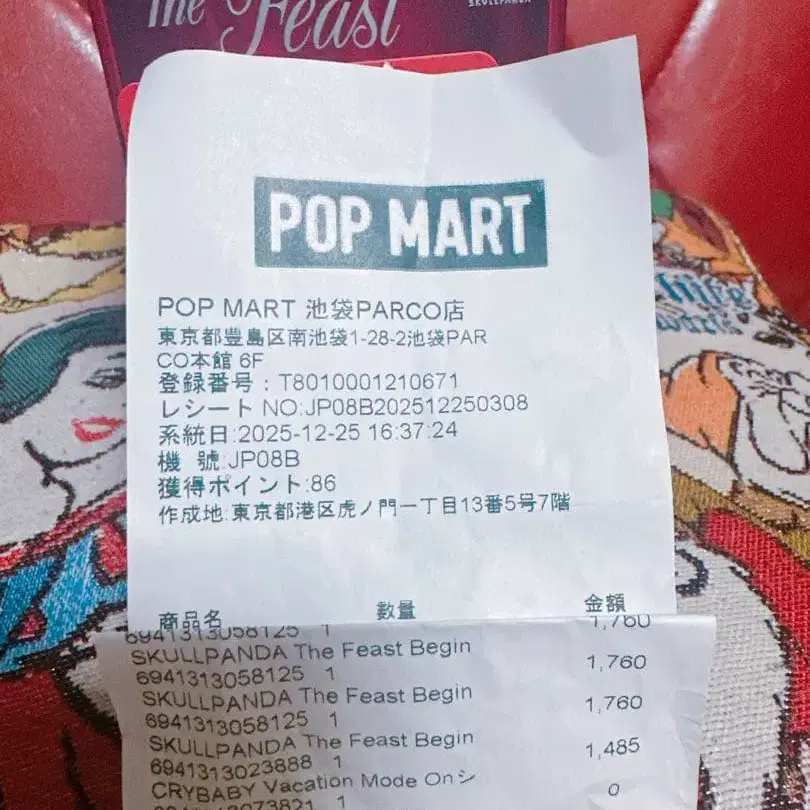 The Feast
SKULLPANDA
POP MART
POP MART 池袋PARCO店
東京都豊島区南池袋1-28-2池袋PAR
CO本館 6F
登録番号：T8010001210671
レシート NO:JP08B202512250308
系統日:2025-12-25 16:37:24
機 號:JP08B
獲得ポイント:86
作成地:東京都港区虎ノ門一丁目13番5号7階
商品名 数量 金額
6941313058125 1 1,760
SKULLPANDA The Feast Begin
6941313058125 1 1,760
SKULLPANDA The Feast Begin
6941313058125 1 1,760
SKULLPANDA The Feast Begin
6941313023888 1 1,485
CRYBABY Vacation Mode Onシ
1 0